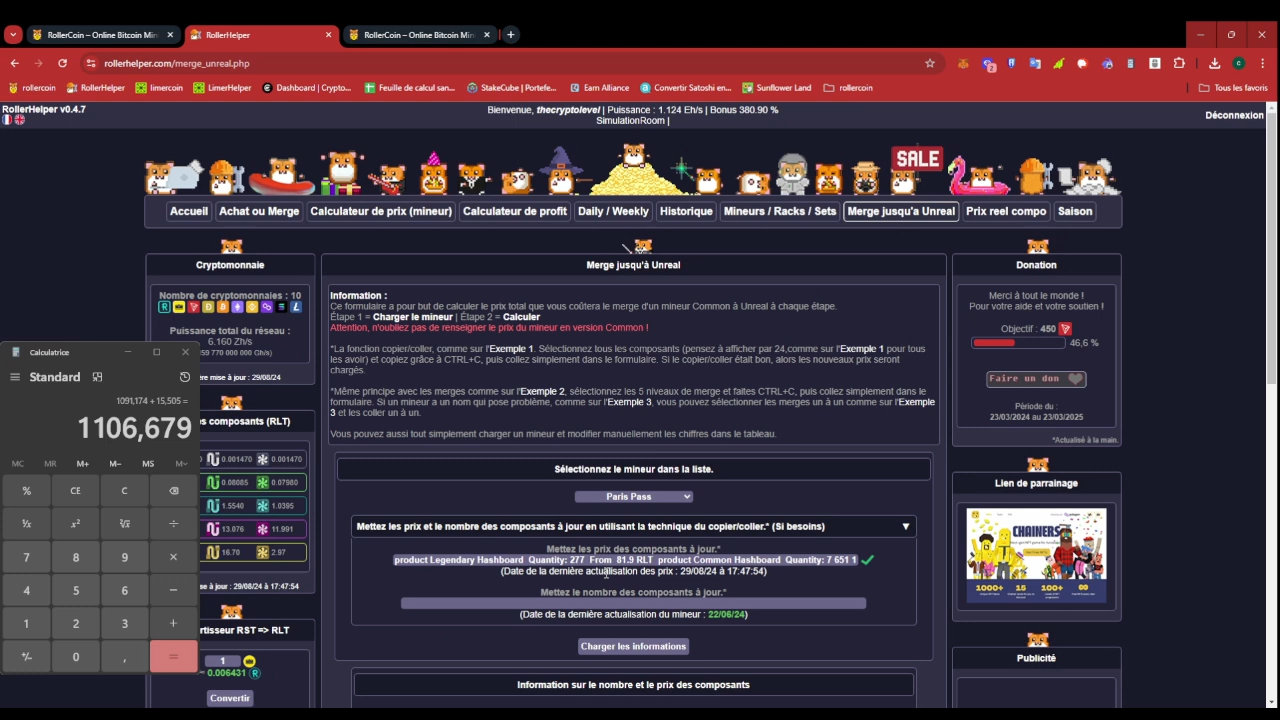 RollerCoin – Online Bitcoin Min
RollerHelper
RollerCoin – Online Bitcoin Min
rollerhelper.com/merge_unreal.php
rollercoin
RollerHelper
limercoin
LimerHelper
Dashboard | Crypto...
Feuille de calcul san...
StakeCube | Portefe...
Earn Alliance
Convertir Satoshi en...
Sunflower Land
rollercoin
Tous les favoris
RollerHelper v0.4.7
Bienvenue, thecryptolevel | Puissance : 1.124 Eh/s | Bonus 380.90 %
SimulationRoom |
Déconnexion
SALE
Accueil
Achat ou Merge
Calculateur de prix (mineur)
Calculateur de profit
Daily / Weekly
Historique
Mineurs / Racks / Sets
Merge jusqu'a Unreal
Prix reel compo
Saison
Cryptomonnaie
Nombre de cryptomonnaies : 10
Puissance total du réseau :
6.160 Zh/s
59 770 000 000 Gh/s)
ère mise à jour : 29/08/24
s composants (RLT)
0.001470
0.001470
0.08085
0.07980
1.5540
1.0395
13.076
11.991
16.70
2.97
se à jour : 29/08/24 à 17:47:54
rtisseur RST => RLT
1
= 0.006431
Convertir
Calculatrice
Standard
1091,174 + 15,505 =
1106,679
MC
MR
M+
M−
MS
M˅
%
CE
C
⅟x
x²
²√x
÷
7
8
9
×
4
5
6
−
1
2
3
+
+/−
0
,
=
Merge jusqu'à Unreal
Information :
Ce formulaire a pour but de calculer le prix total que vous coûtera le merge d'un mineur Common à Unreal à chaque étape.
Étape 1 = Charger le mineur | Étape 2 = Calculer
Attention, n'oubliez pas de renseigner le prix du mineur en version Common !
*La fonction copier/coller, comme sur l'Exemple 1. Sélectionnez tous les composants (pensez à afficher par 24,comme sur l'Exemple 1 pour tous
les avoir) et copiez grâce à CTRL+C, puis collez simplement dans le formulaire. Si le copier/coller était bon, alors les nouveaux prix seront
chargés.
*Même principe avec les merges comme sur l'Exemple 2, sélectionnez les 5 niveaux de merge et faites CTRL+C, puis collez simplement dans le
formulaire. Si un mineur a un nom qui pose problème, comme sur l'Exemple 3, vous pouvez sélectionner les merges un à un comme sur l'Exemple
3 et les coller un à un.
Vous pouvez aussi tout simplement charger un mineur et modifier manuellement les chiffres dans le tableau.
Sélectionnez le mineur dans la liste.
Paris Pass
Mettez les prix et le nombre des composants à jour en utilisant la technique du copier/coller.* (Si besoins)
▼
Mettez les prix des composants à jour.*
product Legendary Hashboard Quantity: 277 From 81.9 RLT product Common Hashboard Quantity: 7 651 1
(Date de la dernière actualisation des prix : 29/08/24 à 17:47:54)
Mettez le nombre des composants à jour.*
(Date de la dernière actualisation du mineur : 22/06/24)
Charger les informations
Information sur le nombre et le prix des composants
Donation
Merci à tout le monde !
Pour votre aide et votre soutien !
Objectif : 450
46,6 %
Faire un don
Période du :
23/03/2024 au 23/03/2025
*Actualisé à la main.
Lien de parrainage
CHAINERS
1000+
Publicité